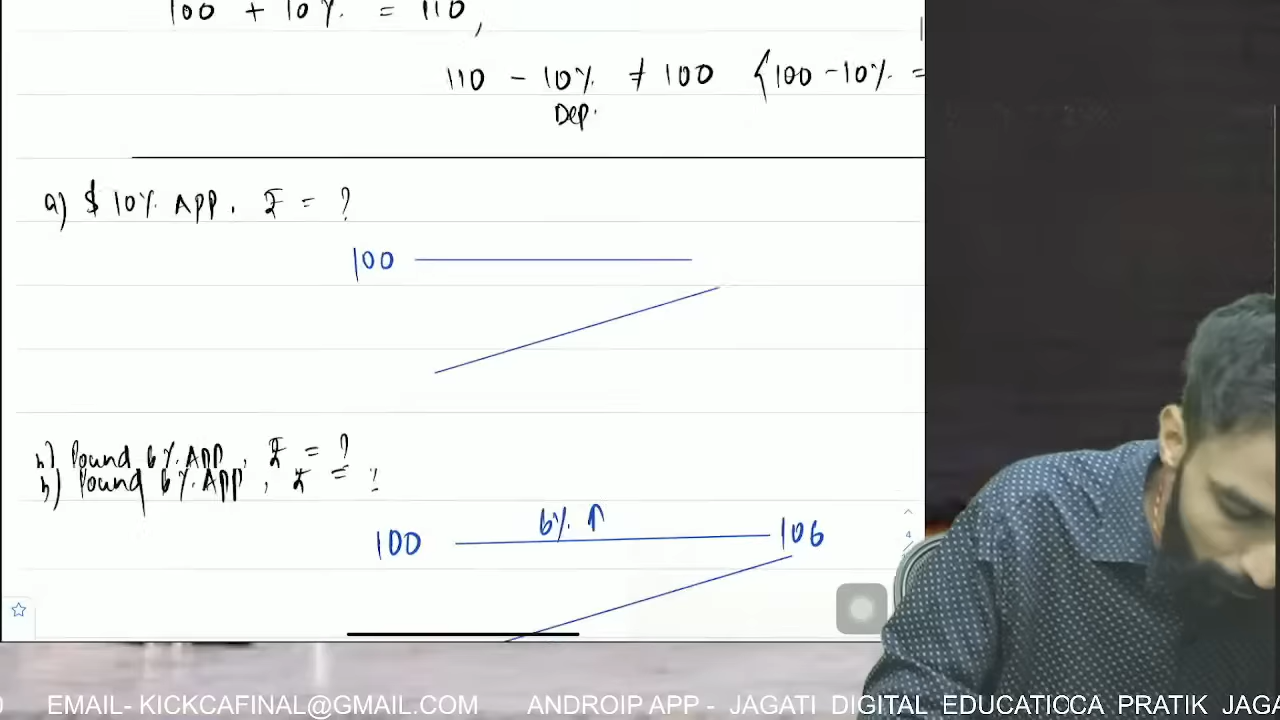 100 + 10% = 110,
110 - 10% ≠ 100 {100 - 10% =
Dep.
a) $ 10% App. ₹ = ?
100
b) Pound 6% App, ₹ = ?
b) Pound 6% App, ₹ = ?
6% ↑
100 106
4
EMAIL- KICKCAFINAL@GMAIL.COM ANDROIP APP - JAGATI DIGITAL EDUCATICCA PRATIK JAGA